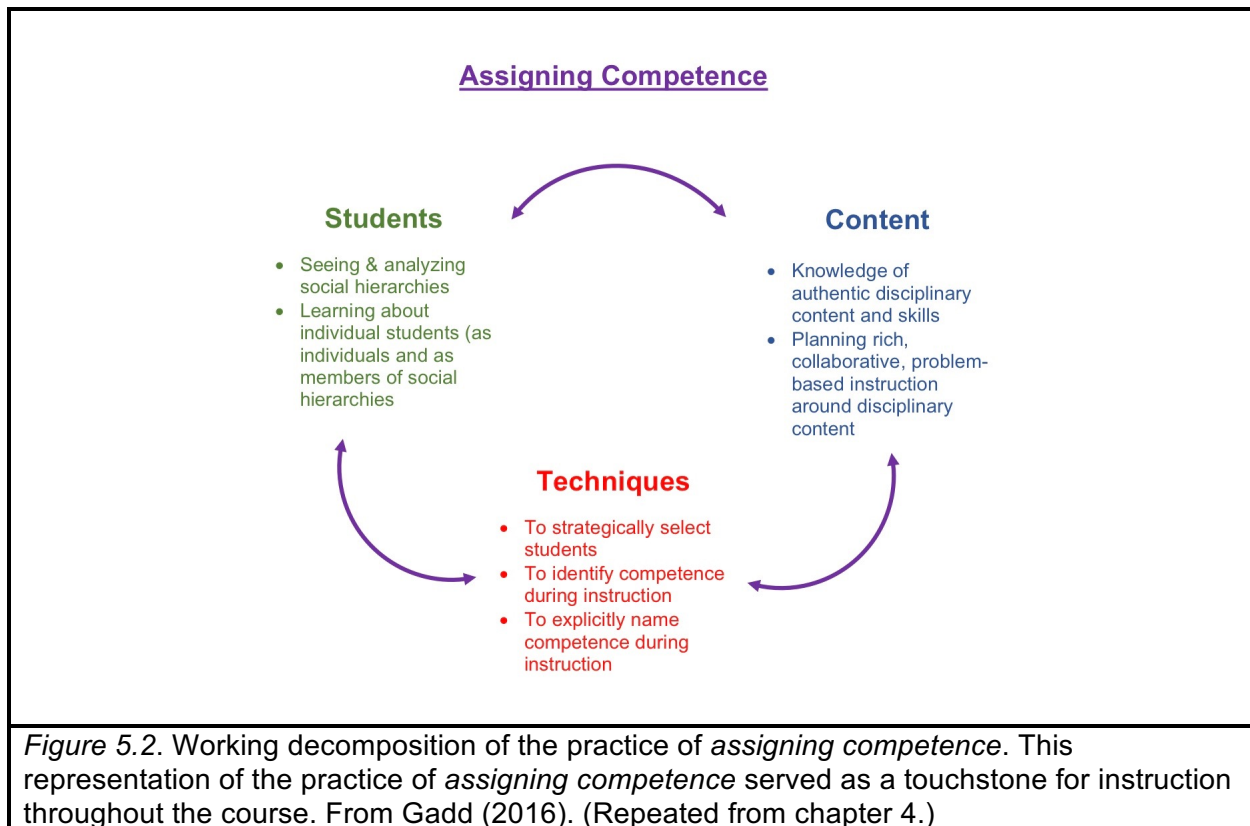 Assigning Competence
Students
• Seeing & analyzing
social hierarchies
• Learning about
individual students (as
individuals and as
members of social
hierarchies
Content
• Knowledge of
authentic disciplinary
content and skills
• Planning rich,
collaborative, problem-
based instruction
around disciplinary
content
Techniques
• To strategically select
students
• To identify competence
during instruction
• To explicitly name
competence during
instruction
Figure 5.2. Working decomposition of the practice of assigning competence. This
representation of the practice of assigning competence served as a touchstone for instruction
throughout the course. From Gadd (2016). (Repeated from chapter 4.)